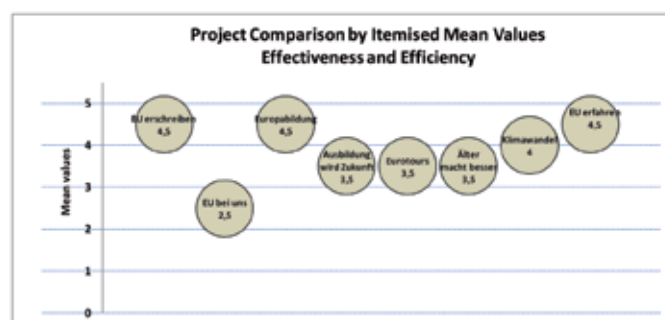 Project Comparison by Itemised Mean Values
Effectiveness and Efficiency
5
4
3
2
1
0
Mean values
EU erschreiben
4,5
EU bei uns
2,5
Europabildung
4,5
Ausbildung
wird Zukunft
3,5
Eurotours
3,5
Älter
macht besser
3,5
Klimawandel
4
EU erfahren
4,5